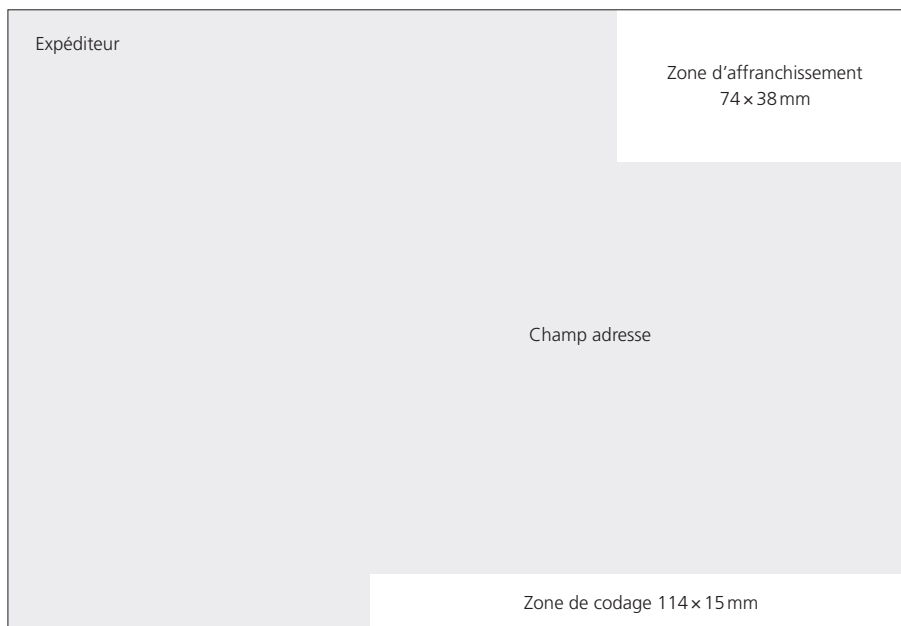 Expéditeur
Zone d’affranchissement
74 × 38 mm
Champ adresse
Zone de codage 114 × 15 mm